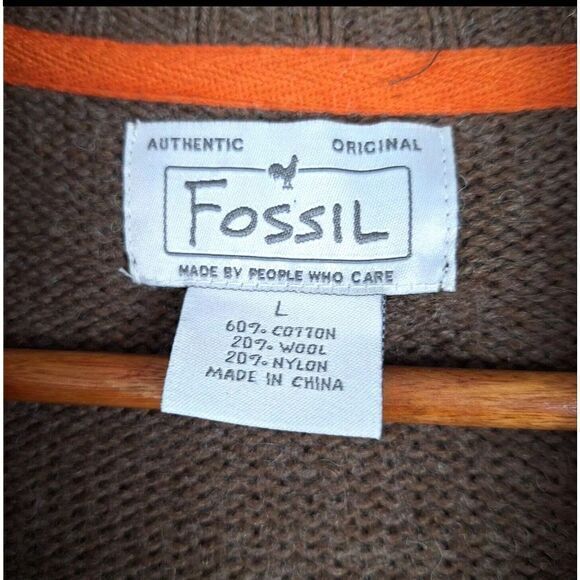 AUTHENTIC ORIGINAL
FOSSIL
MADE BY PEOPLE WHO CARE
L
60% COTTON
20% WOOL
20% NYLON
MADE IN CHINA